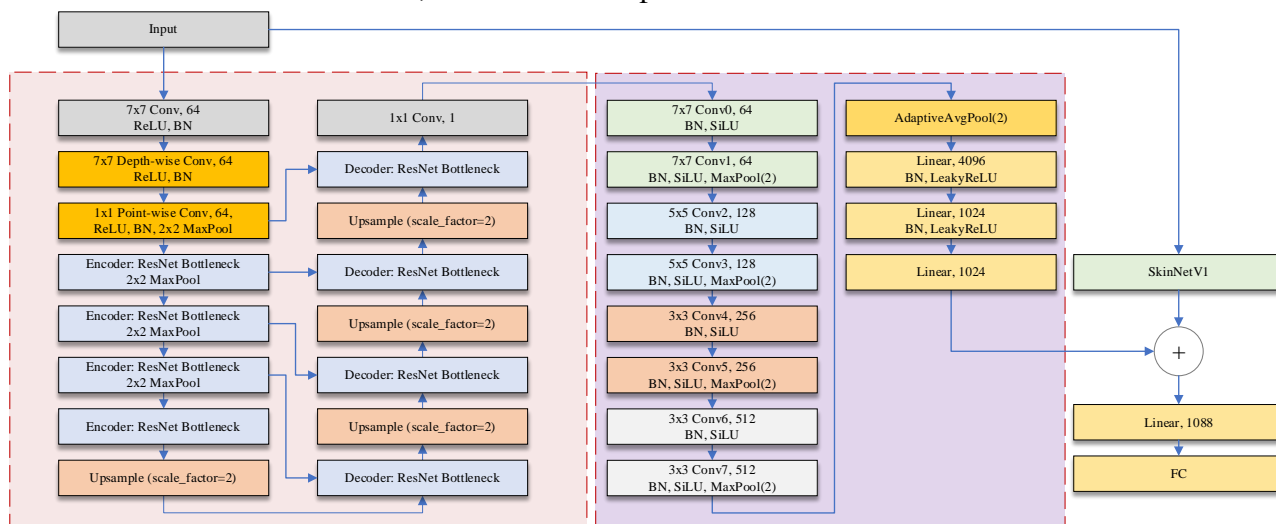 Input
7x7 Conv, 64
ReLU, BN
7x7 Depth-wise Conv, 64
ReLU, BN
1x1 Point-wise Conv, 64,
ReLU, BN, 2x2 MaxPool
Encoder: ResNet Bottleneck
2x2 MaxPool
Encoder: ResNet Bottleneck
2x2 MaxPool
Encoder: ResNet Bottleneck
2x2 MaxPool
Encoder: ResNet Bottleneck
Upsample (scale_factor=2)
1x1 Conv, 1
Decoder: ResNet Bottleneck
Upsample (scale_factor=2)
Decoder: ResNet Bottleneck
Upsample (scale_factor=2)
Decoder: ResNet Bottleneck
Upsample (scale_factor=2)
Decoder: ResNet Bottleneck
7x7 Conv0, 64
BN, SiLU
7x7 Conv1, 64
BN, SiLU, MaxPool(2)
5x5 Conv2, 128
BN, SiLU
5x5 Conv3, 128
BN, SiLU, MaxPool(2)
3x3 Conv4, 256
BN, SiLU
3x3 Conv5, 256
BN, SiLU, MaxPool(2)
3x3 Conv6, 512
BN, SiLU
3x3 Conv7, 512
BN, SiLU, MaxPool(2)
AdaptiveAvgPool(2)
Linear, 4096
BN, LeakyReLU
Linear, 1024
BN, LeakyReLU
Linear, 1024
SkinNetV1
+
Linear, 1088
FC